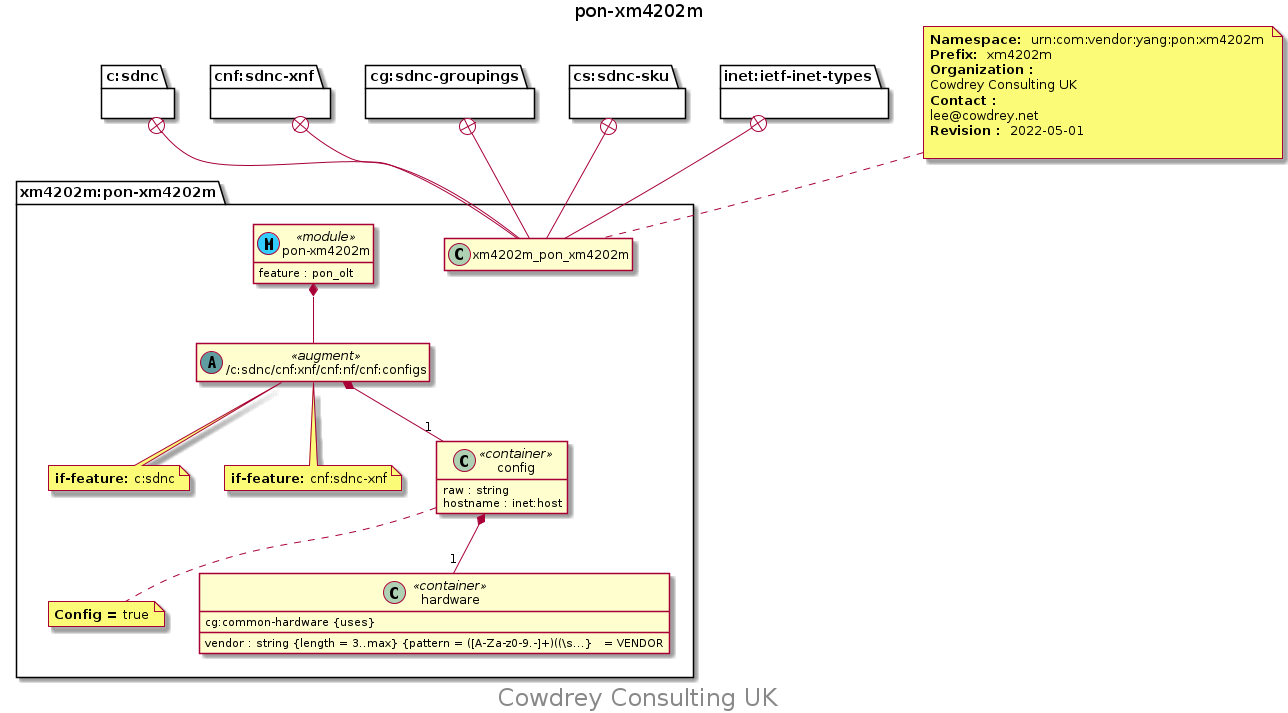 pon-xm4202m
Namespace: urn:com:vendor:yang:pon:xm4202m
Prefix: xm4202m
Organization :
Cowdrey Consulting UK
Contact :
lee@cowdrey.net
Revision : 2022-05-01
c:sdnc
cnf:sdnc-xnf
cg:sdnc-groupings
cs:sdnc-sku
inet:ietf-inet-types
xm4202m:pon-xm4202m
M
«module»
pon-xm4202m
feature : pon_olt
C
xm4202m_pon_xm4202m
A
«augment»
/c:sdnc/cnf:xnf/cnf:nf/cnf:configs
1
if-feature: c:sdnc
if-feature: cnf:sdnc-xnf
C
«container»
config
raw : string
hostname : inet:host
1
Config = true
C
«container»
hardware
cg:common-hardware {uses}
vendor : string {length = 3..max} {pattern = ([A-Za-z0-9.-]+)((\s...} = VENDOR
Cowdrey Consulting UK